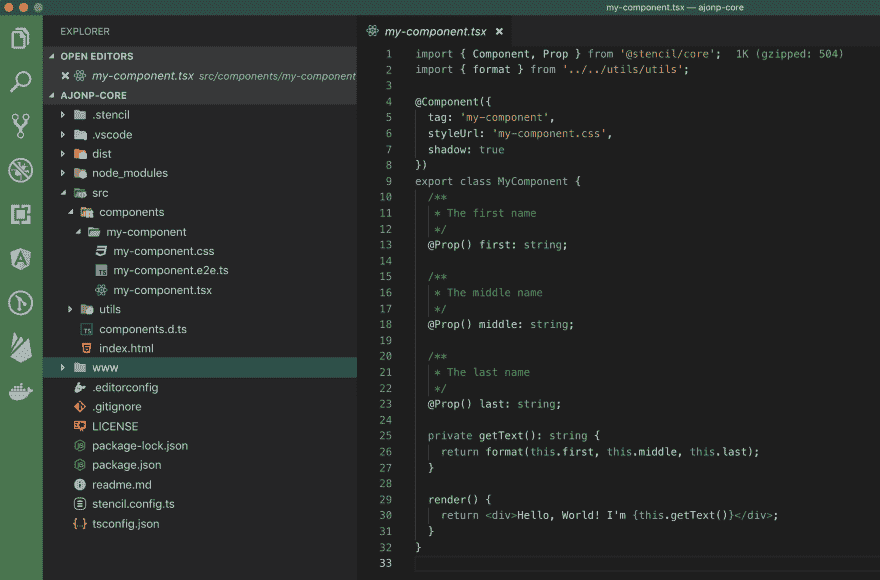 my-component.tsx — ajonp-core
EXPLORER
OPEN EDITORS
my-component.tsx src/components/my-component
AJONP-CORE
.stencil
.vscode
dist
node_modules
src
components
my-component
my-component.css
TS my-component.e2e.ts
my-component.tsx
utils
TS components.d.ts
index.html
www
.editorconfig
.gitignore
LICENSE
package-lock.json
package.json
readme.md
stencil.config.ts
tsconfig.json
my-component.tsx
1 import { Component, Prop } from '@stencil/core'; 1K (gzipped: 504)
2 import { format } from '../../utils/utils';
3
4 @Component({
5 tag: 'my-component',
6 styleUrl: 'my-component.css',
7 shadow: true
8 })
9 export class MyComponent {
10 /**
11 * The first name
12 */
13 @Prop() first: string;
14
15 /**
16 * The middle name
17 */
18 @Prop() middle: string;
19
20 /**
21 * The last name
22 */
23 @Prop() last: string;
24
25 private getText(): string {
26 return format(this.first, this.middle, this.last);
27 }
28
29 render() {
30 return <div>Hello, World! I'm {this.getText()}</div>;
31 }
32 }
33